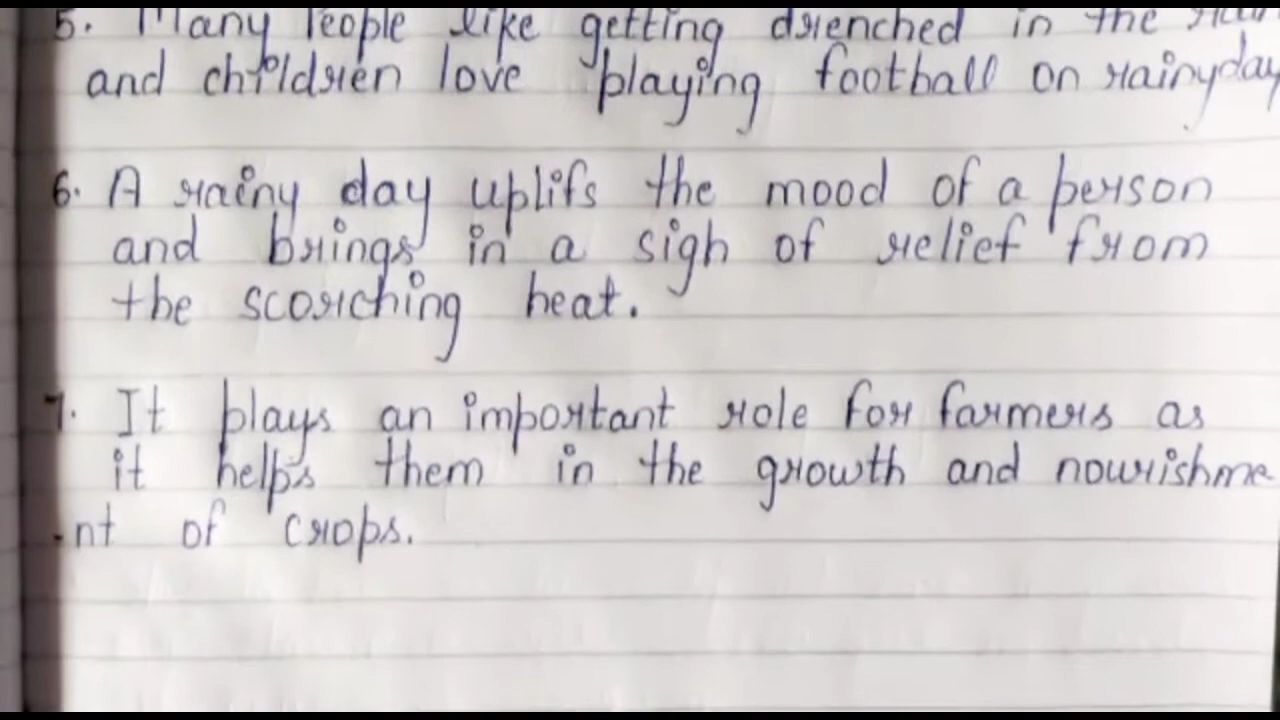 5. Many People like getting drenched in the rain
and children love playing football on rainyday
6. A rainy day uplifs the mood of a person
and brings in a sigh of relief from
the scorching heat.
7. It plays an important role for farmers as
it helps them in the growth and nourishme
-nt of crops.